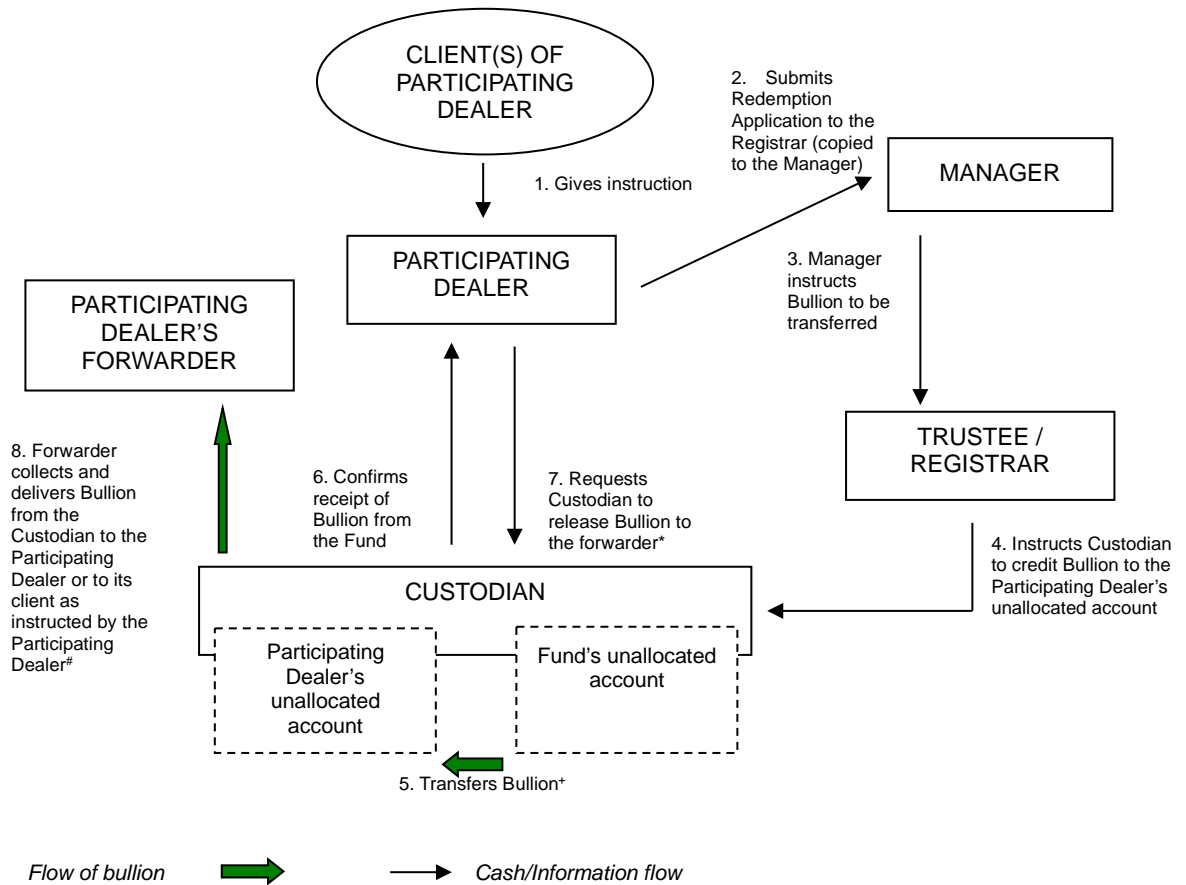 CLIENT(S) OF
PARTICIPATING
DEALER
2. Submits
Redemption
Application to the
Registrar (copied
to the Manager)
MANAGER
1. Gives instruction
PARTICIPATING
DEALER
3. Manager
instructs
Bullion to be
transferred
PARTICIPATING
DEALER'S
FORWARDER
TRUSTEE /
REGISTRAR
8. Forwarder
collects and
delivers Bullion
from the
Custodian to the
Participating
Dealer or to its
client as
instructed by the
Participating
Dealer#
6. Confirms
receipt of
Bullion from
the Fund
7. Requests
Custodian to
release Bullion to
the forwarder*
4. Instructs Custodian
to credit Bullion to the
Participating Dealer's
unallocated account
CUSTODIAN
Participating
Dealer's
unallocated
account
Fund's unallocated
account
5. Transfers Bullion+
Flow of bullion
Cash/Information flow